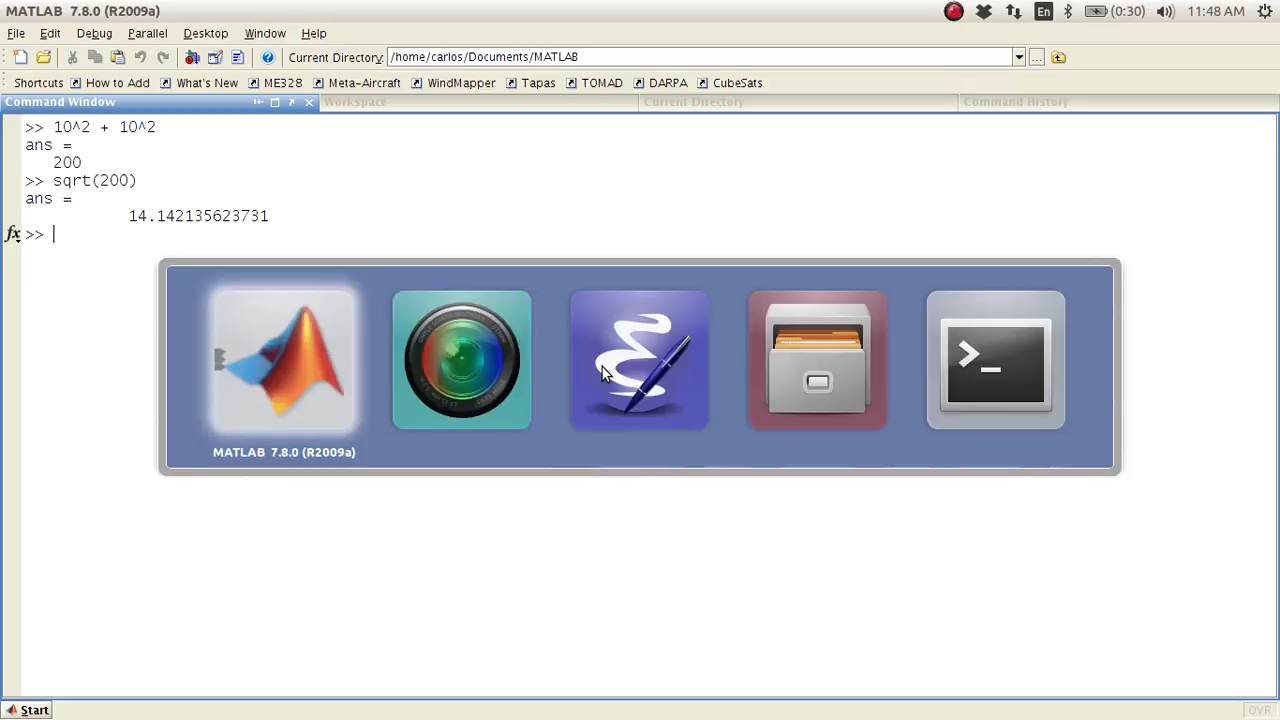 MATLAB 7.8.0 (R2009a)
En (0:30) 11:48 AM
File Edit Debug Parallel Desktop Window Help
Current Directory: /home/carlos/Documents/MATLAB ...
Shortcuts How to Add What's New ME328 Meta-Aircraft WindMapper Tapas TOMAD DARPA CubeSats
Command Window Workspace Current Directory Command History
>> 10^2 + 10^2
ans =
200
>> sqrt(200)
ans =
14.142135623731
fx >>
>_
MATLAB 7.8.0 (R2009a)
Start OVR